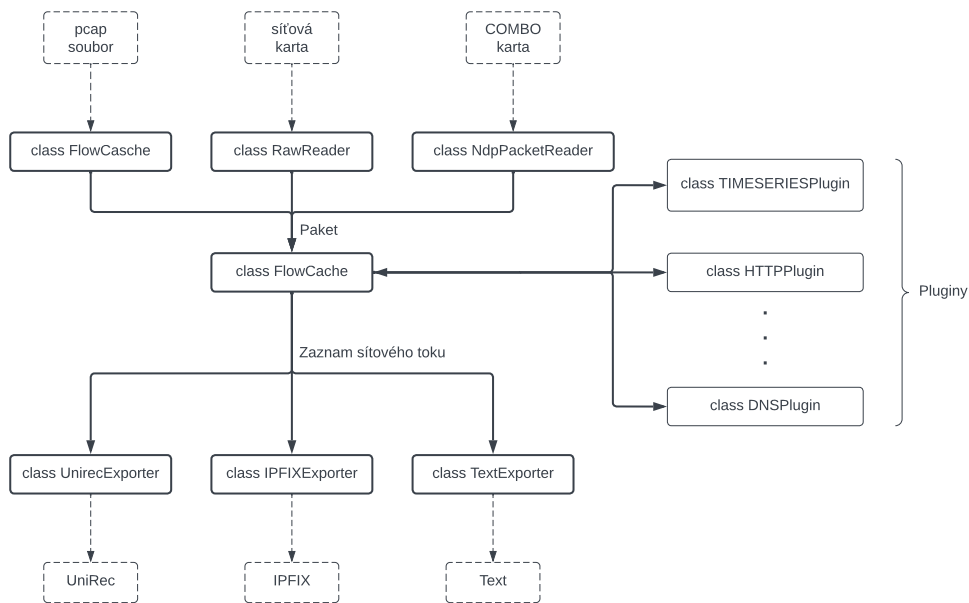 pcap
soubor
síťová
karta
COMBO
karta
class FlowCasche
class RawReader
class NdpPacketReader
class TIMESERIESPlugin
Paket
class FlowCache
class HTTPPlugin
Pluginy
Zaznam sítového toku
class DNSPlugin
class UnirecExporter
class IPFIXExporter
class TextExporter
UniRec
IPFIX
Text